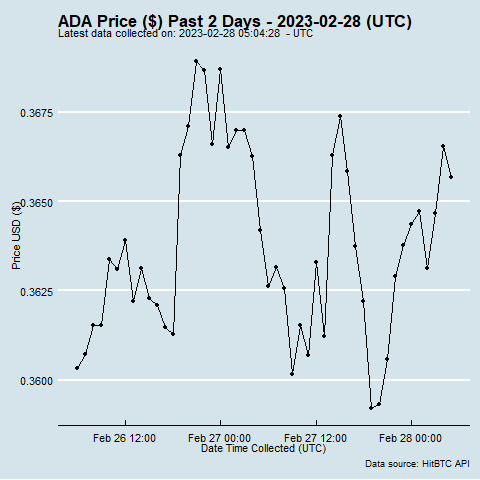 ADA Price ($) Past 2 Days - 2023-02-28 (UTC)
Latest data collected on: 2023-02-28 05:04:28 - UTC
Price USD ($)
0.3675
0.3650
0.3625
0.3600
Feb 26 12:00 Feb 27 00:00 Feb 27 12:00 Feb 28 00:00
Date Time Collected (UTC)
Data source: HitBTC API